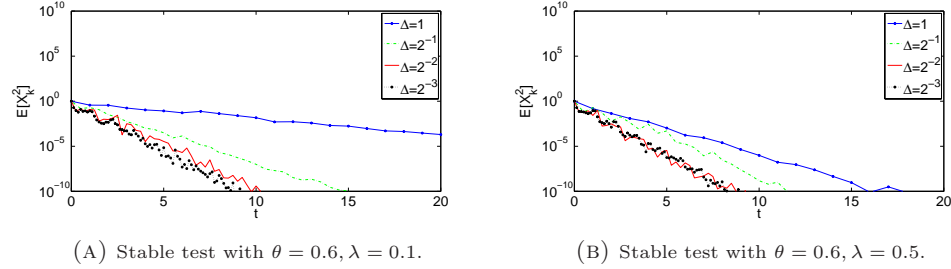 10^10
10^5
10^0
10^-5
10^-10
E[X_k^2]
0 5 10 15 20
t
Δ=1
Δ=2^-1
Δ=2^-2
Δ=2^-3
(A) Stable test with θ = 0.6, λ = 0.1.
10^10
10^5
10^0
10^-5
10^-10
E[X_k^2]
0 5 10 15 20
t
Δ=1
Δ=2^-1
Δ=2^-2
Δ=2^-3
(B) Stable test with θ = 0.6, λ = 0.5.